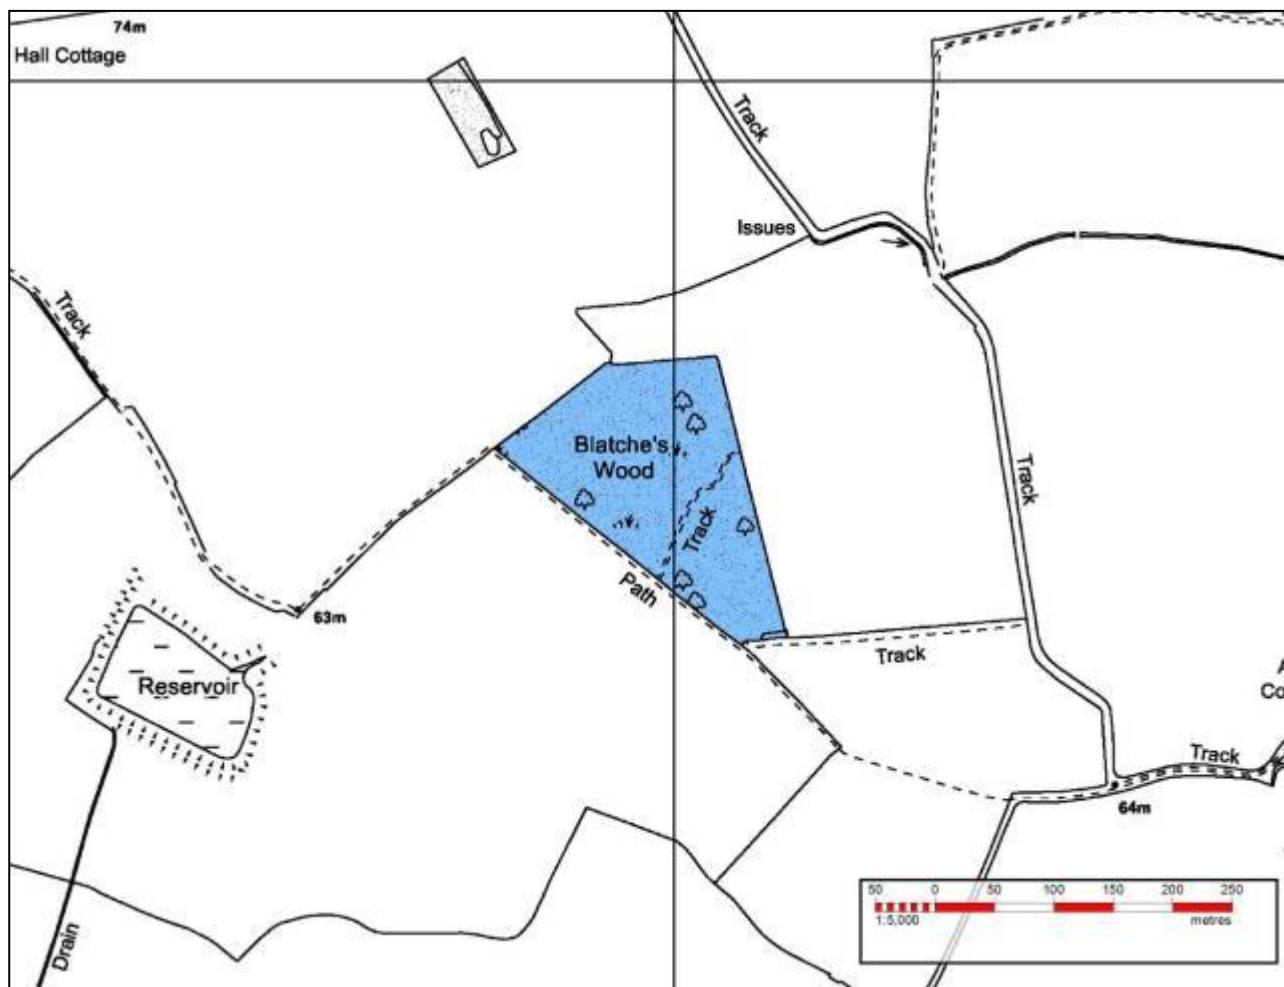 74m
Hall Cottage
Track
Issues
Track
Blatche's
Wood
Track
Track
Path
63m
Track
Reservoir
A
Co
Track
64m
50 0 50 100 150 200 250
1:5,000 metres
Drain